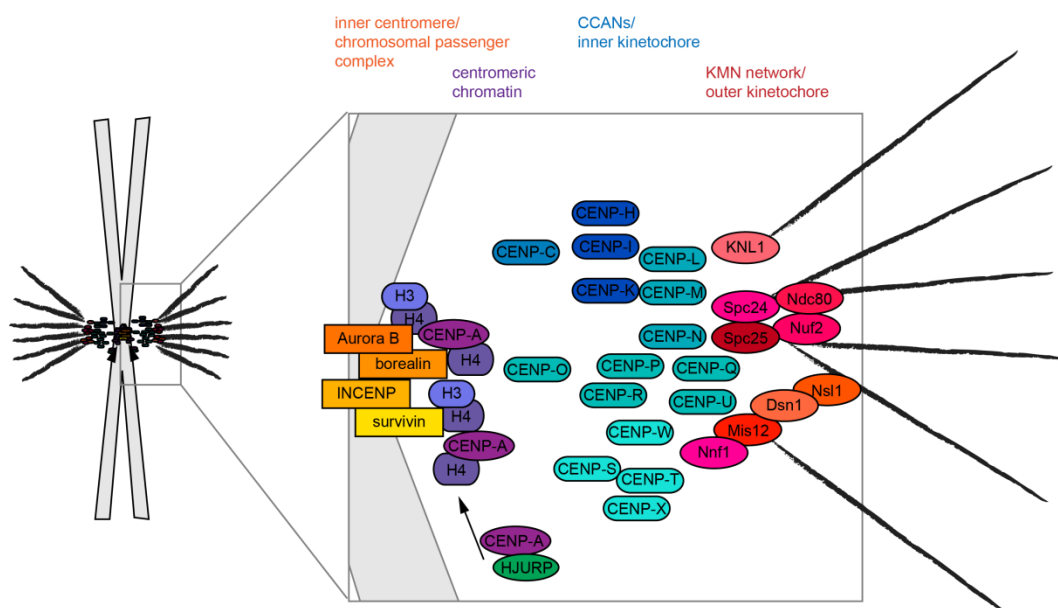 inner centromere/
chromosomal passenger
complex
CCANs/
inner kinetochore
centromeric
chromatin
KMN network/
outer kinetochore
CENP-H
CENP-C
CENP-I
CENP-L
KNL1
CENP-K
CENP-M
H3
H4
Spc24
Ndc80
Aurora B
CENP-A
CENP-N
Spc25
Nuf2
borealin
H4
CENP-O
CENP-P
CENP-Q
INCENP
H3
CENP-R
CENP-U
Dsn1
Nsl1
survivin
H4
CENP-W
Mis12
CENP-A
Nnf1
H4
CENP-S
CENP-T
CENP-X
CENP-A
HJURP